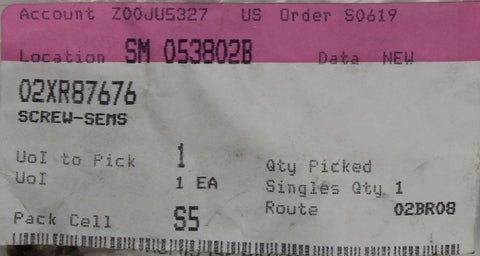 Account Z00JU5327 US Order S0619
Location SM 053802B Data NEW
02XR87676
SCREW-SEMS
UoI to Pick 1 Qty Picked
UoI 1 EA Singles Qty 1
Pack Cell S5 Route 02BR08